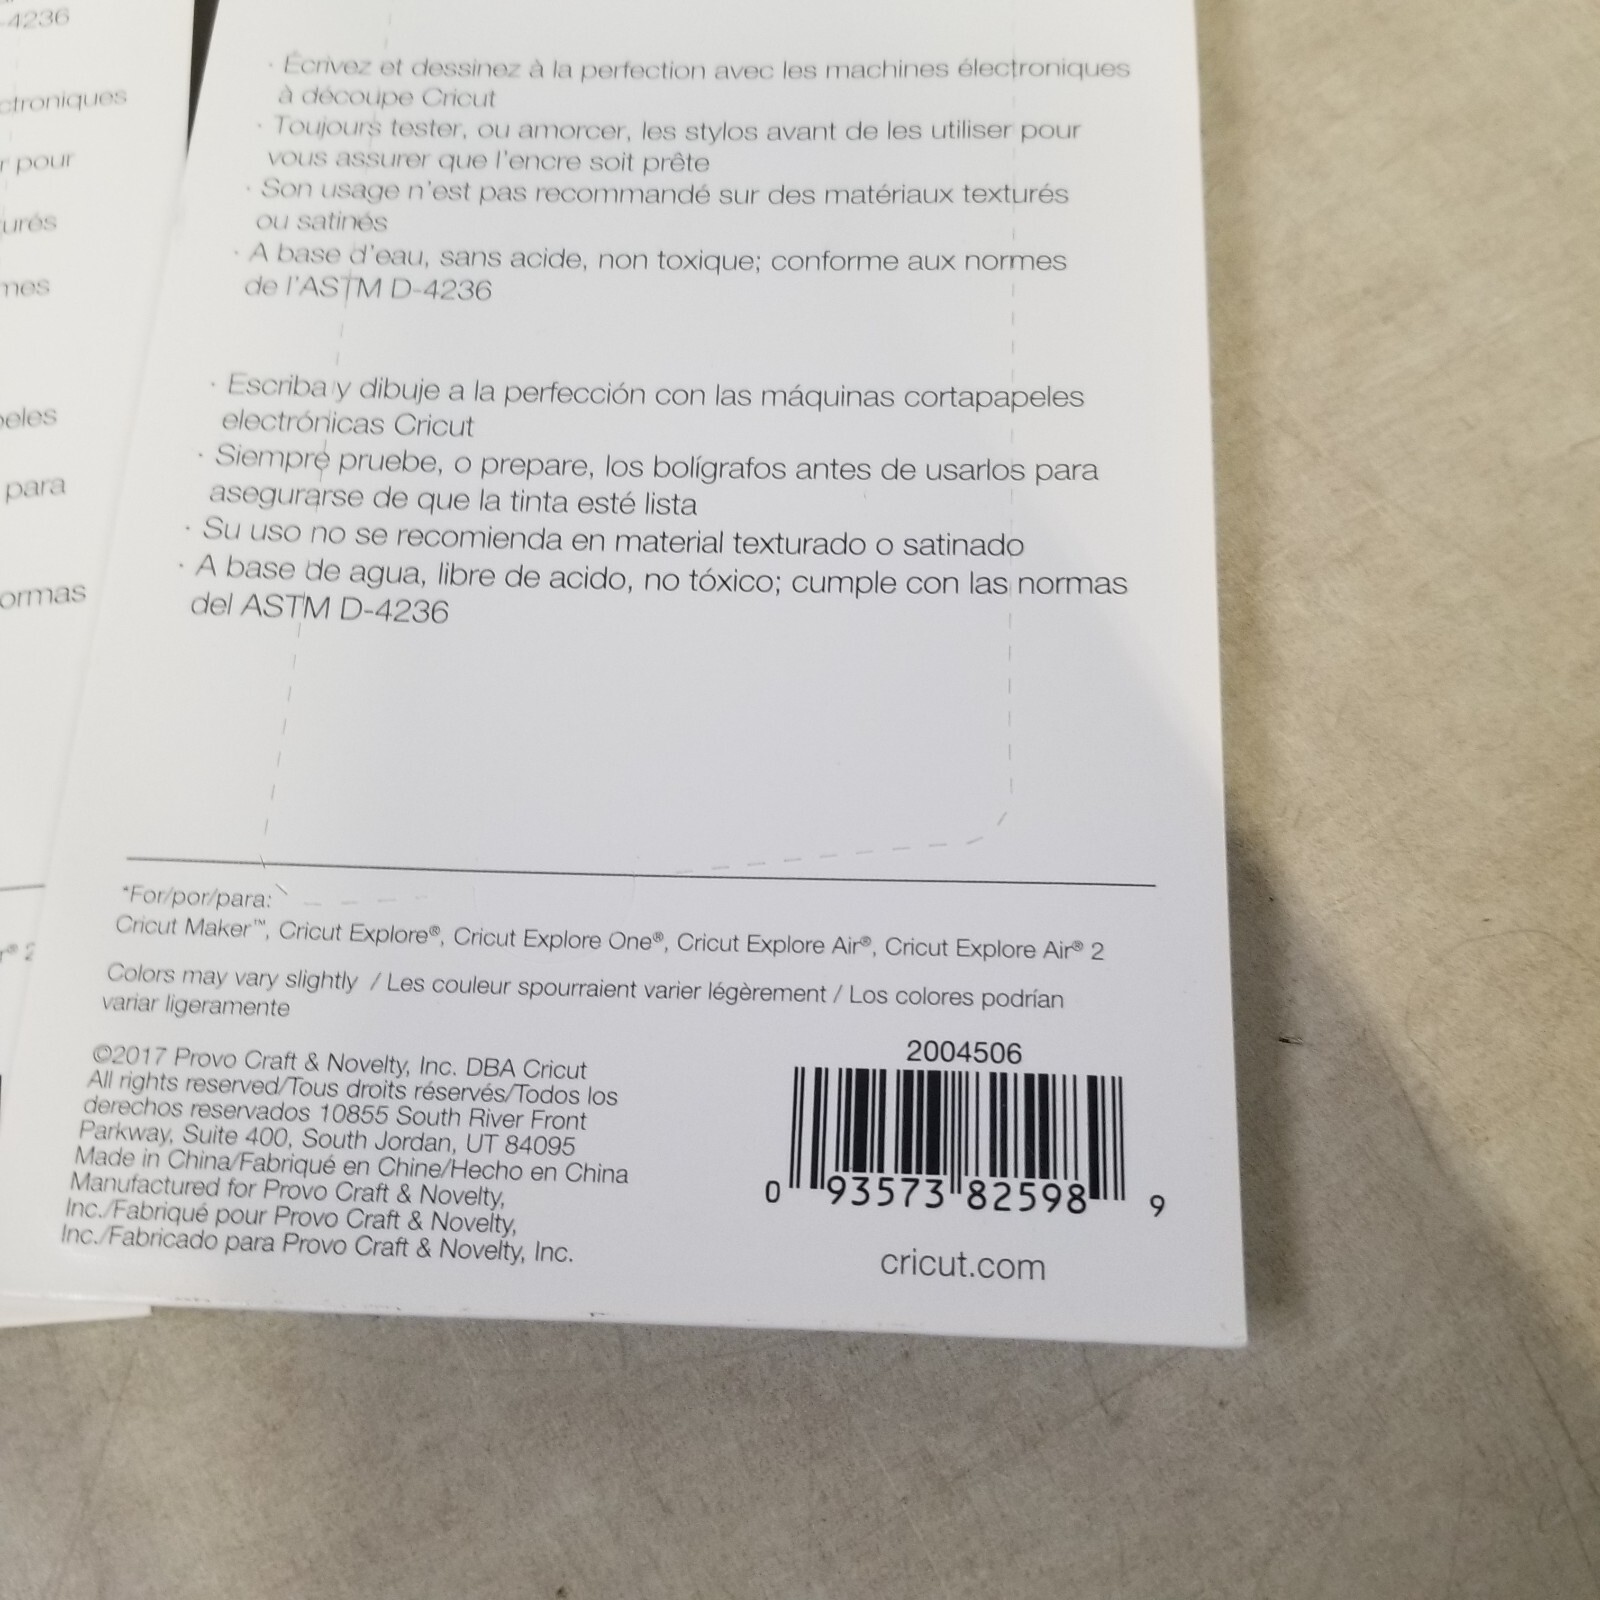 -4236
ctroniques
r pour
urés
mes
peles
para
ormas
r® 2
· Écrivez et dessinez à la perfection avec les machines électroniques
à découpe Cricut
· Toujours tester, ou amorcer, les stylos avant de les utiliser pour
vous assurer que l'encre soit prête
· Son usage n'est pas recommandé sur des matériaux texturés
ou satinés
· A base d'eau, sans acide, non toxique; conforme aux normes
de l'ASTM D-4236
· Escriba y dibuje a la perfección con las máquinas cortapapeles
electrónicas Cricut
· Siempre pruebe, o prepare, los bolígrafos antes de usarlos para
asegurarse de que la tinta esté lista
· Su uso no se recomienda en material texturado o satinado
· A base de agua, libre de acido, no tóxico; cumple con las normas
del ASTM D-4236
*For/por/para:
Cricut Maker™, Cricut Explore®, Cricut Explore One®, Cricut Explore Air®, Cricut Explore Air® 2
Colors may vary slightly / Les couleur spourraient varier légèrement / Los colores podrían
variar ligeramente
©2017 Provo Craft & Novelty, Inc. DBA Cricut
All rights reserved/Tous droits réservés/Todos los
derechos reservados 10855 South River Front
Parkway, Suite 400, South Jordan, UT 84095
Made in China/Fabriqué en Chine/Hecho en China
Manufactured for Provo Craft & Novelty,
Inc./Fabriqué pour Provo Craft & Novelty,
Inc./Fabricado para Provo Craft & Novelty, Inc.
2004506
0 93573 82598 9
cricut.com